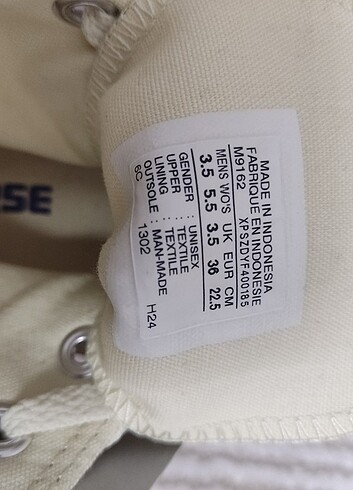 MADE IN INDONESIA
FABRIQUE EN INDONESIE
M9162 XPSZDYF400185
MENS WO'S UK EUR CM
3.5 5.5 3.5 36 22.5
GENDER : UNISEX
UPPER : TEXTILE
LINING : TEXTILE
OUTSOLE : MAN-MADE
6C 1302 H24
RSE